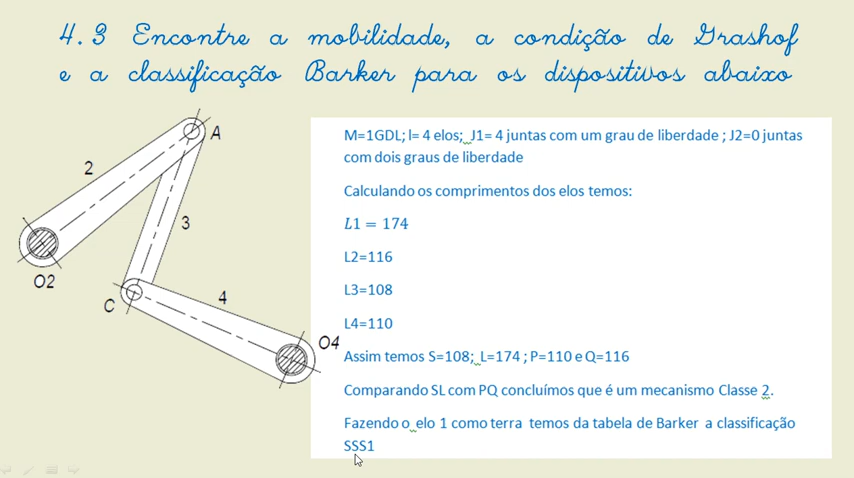 4.3 Encontre a mobilidade, a condição de Grashof
e a classificação Barker para os dispositivos abaixo
A
2
3
O2
C
4
O4
M=1GDL; l= 4 elos; J1= 4 juntas com um grau de liberdade ; J2=0 juntas
com dois graus de liberdade
Calculando os comprimentos dos elos temos:
L1 = 174
L2=116
L3=108
L4=110
Assim temos S=108; L=174 ; P=110 e Q=116
Comparando SL com PQ concluímos que é um mecanismo Classe 2.
Fazendo o elo 1 como terra temos da tabela de Barker a classificação
SSS1